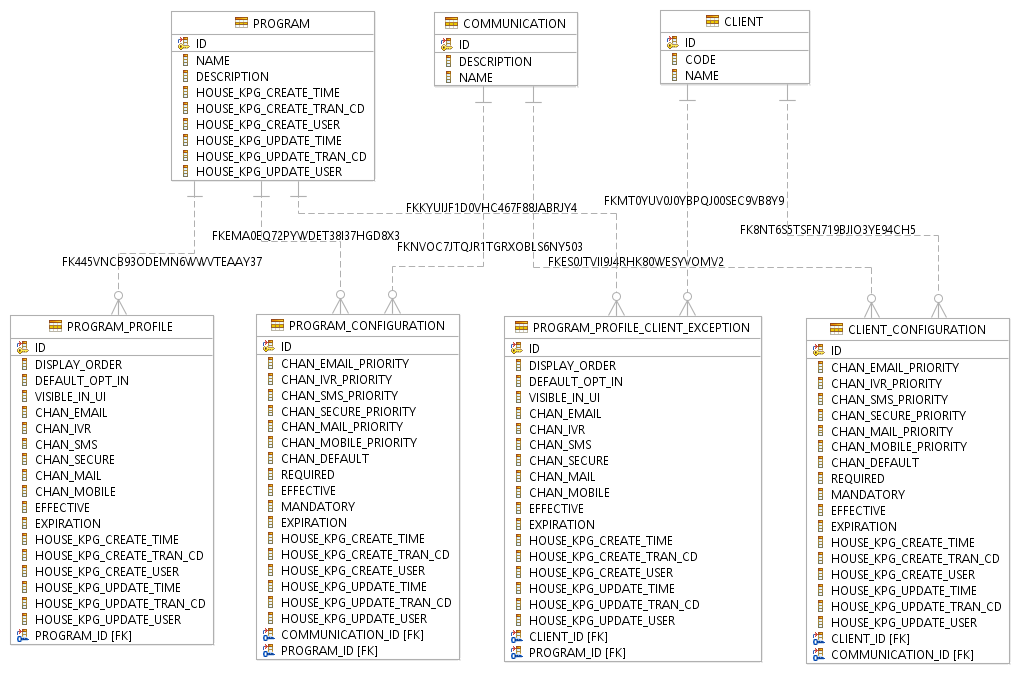 PROGRAM
ID
NAME
DESCRIPTION
HOUSE_KPG_CREATE_TIME
HOUSE_KPG_CREATE_TRAN_CD
HOUSE_KPG_CREATE_USER
HOUSE_KPG_UPDATE_TIME
HOUSE_KPG_UPDATE_TRAN_CD
HOUSE_KPG_UPDATE_USER
COMMUNICATION
ID
DESCRIPTION
NAME
CLIENT
ID
CODE
NAME
FKMT0YUV0J0YBPQJ00SEC9VB8Y9
FKKYUIJF1D0VHC467F88JABRJY4
FK8NT6S5TSFN719BJIO3YE94CH5
FKEMA0EQ72PYWDET38I37HGD8X3
FKNVOC7JTQJR1TGRXOBLS6NY503
FK445VNCB93ODEMN6WWVTEAAY37
FKES0JTVII9J4RHK80WESYVOMV2
PROGRAM_PROFILE
ID
DISPLAY_ORDER
DEFAULT_OPT_IN
VISIBLE_IN_UI
CHAN_EMAIL
CHAN_IVR
CHAN_SMS
CHAN_SECURE
CHAN_MAIL
CHAN_MOBILE
EFFECTIVE
EXPIRATION
HOUSE_KPG_CREATE_TIME
HOUSE_KPG_CREATE_TRAN_CD
HOUSE_KPG_CREATE_USER
HOUSE_KPG_UPDATE_TIME
HOUSE_KPG_UPDATE_TRAN_CD
HOUSE_KPG_UPDATE_USER
PROGRAM_ID [FK]
PROGRAM_CONFIGURATION
ID
CHAN_EMAIL_PRIORITY
CHAN_IVR_PRIORITY
CHAN_SMS_PRIORITY
CHAN_SECURE_PRIORITY
CHAN_MAIL_PRIORITY
CHAN_MOBILE_PRIORITY
CHAN_DEFAULT
REQUIRED
EFFECTIVE
MANDATORY
EXPIRATION
HOUSE_KPG_CREATE_TIME
HOUSE_KPG_CREATE_TRAN_CD
HOUSE_KPG_CREATE_USER
HOUSE_KPG_UPDATE_TIME
HOUSE_KPG_UPDATE_TRAN_CD
HOUSE_KPG_UPDATE_USER
COMMUNICATION_ID [FK]
PROGRAM_ID [FK]
PROGRAM_PROFILE_CLIENT_EXCEPTION
ID
DISPLAY_ORDER
DEFAULT_OPT_IN
VISIBLE_IN_UI
CHAN_EMAIL
CHAN_IVR
CHAN_SMS
CHAN_SECURE
CHAN_MAIL
CHAN_MOBILE
EFFECTIVE
EXPIRATION
HOUSE_KPG_CREATE_TIME
HOUSE_KPG_CREATE_TRAN_CD
HOUSE_KPG_CREATE_USER
HOUSE_KPG_UPDATE_TIME
HOUSE_KPG_UPDATE_TRAN_CD
HOUSE_KPG_UPDATE_USER
CLIENT_ID [FK]
PROGRAM_ID [FK]
CLIENT_CONFIGURATION
ID
CHAN_EMAIL_PRIORITY
CHAN_IVR_PRIORITY
CHAN_SMS_PRIORITY
CHAN_SECURE_PRIORITY
CHAN_MAIL_PRIORITY
CHAN_MOBILE_PRIORITY
CHAN_DEFAULT
REQUIRED
MANDATORY
EFFECTIVE
EXPIRATION
HOUSE_KPG_CREATE_TIME
HOUSE_KPG_CREATE_TRAN_CD
HOUSE_KPG_CREATE_USER
HOUSE_KPG_UPDATE_TIME
HOUSE_KPG_UPDATE_TRAN_CD
HOUSE_KPG_UPDATE_USER
CLIENT_ID [FK]
COMMUNICATION_ID [FK]